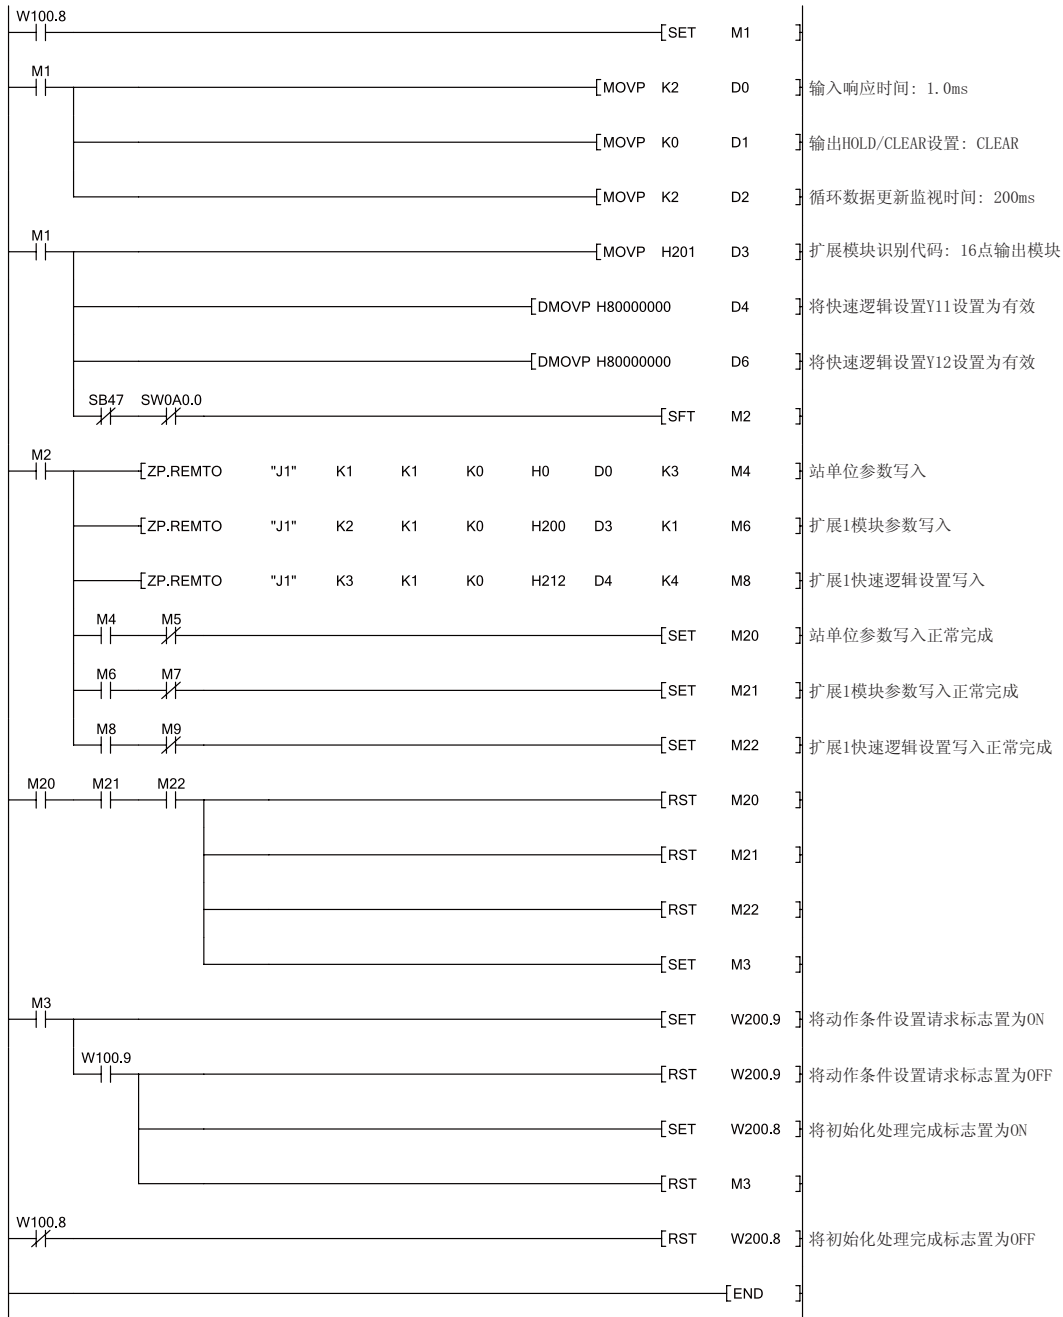 W100.8
SET M1
M1
MOVP K2 D0 输入响应时间: 1.0ms
MOVP K0 D1 输出HOLD/CLEAR设置: CLEAR
MOVP K2 D2 循环数据更新监视时间: 200ms
M1
MOVP H201 D3 扩展模块识别代码: 16点输出模块
DMOVP H80000000 D4 将快速逻辑设置Y11设置为有效
DMOVP H80000000 D6 将快速逻辑设置Y12设置为有效
SB47 SW0A0.0
SFT M2
M2
ZP.REMTO "J1" K1 K1 K0 H0 D0 K3 M4 站单位参数写入
ZP.REMTO "J1" K2 K1 K0 H200 D3 K1 M6 扩展1模块参数写入
ZP.REMTO "J1" K3 K1 K0 H212 D4 K4 M8 扩展1快速逻辑设置写入
M4 M5
SET M20 站单位参数写入正常完成
M6 M7
SET M21 扩展1模块参数写入正常完成
M8 M9
SET M22 扩展1快速逻辑设置写入正常完成
M20 M21 M22
RST M20
RST M21
RST M22
SET M3
M3
SET W200.9 将动作条件设置请求标志置为ON
W100.9
RST W200.9 将动作条件设置请求标志置为OFF
SET W200.8 将初始化处理完成标志置为ON
RST M3
W100.8
RST W200.8 将初始化处理完成标志置为OFF
END